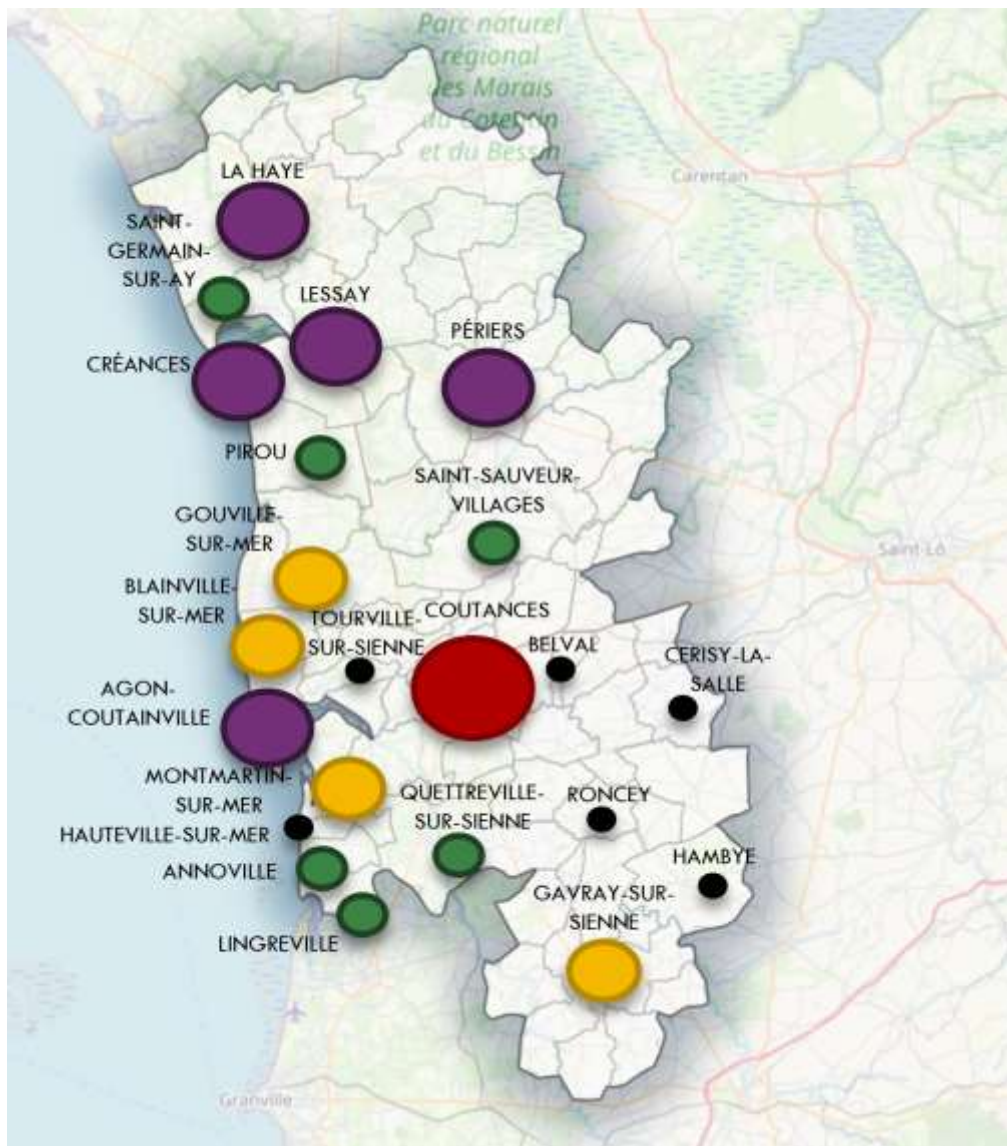 Parc naturel
régional
des Marais
du Cotentin
et du Bessin
Carentan
LA HAYE
SAINT-
GERMAIN-
SUR-AY
LESSAY
PÉRIERS
CRÉANCES
PIROU
SAINT-SAUVEUR-
VILLAGES
GOUVILLE-
SUR-MER
Saint-Lô
BLAINVILLE-
SUR-MER
TOURVILLE-
SUR-SIENNE
COUTANCES
BELVAL
CERISY-LA-
SALLE
AGON-
COUTAINVILLE
MONTMARTIN-
SUR-MER
QUETTREVILLE-
SUR-SIENNE
RONCEY
HAUTEVILLE-SUR-MER
ANNOVILLE
HAMBYE
GAVRAY-SUR-
SIENNE
LINGREVILLE
Granville